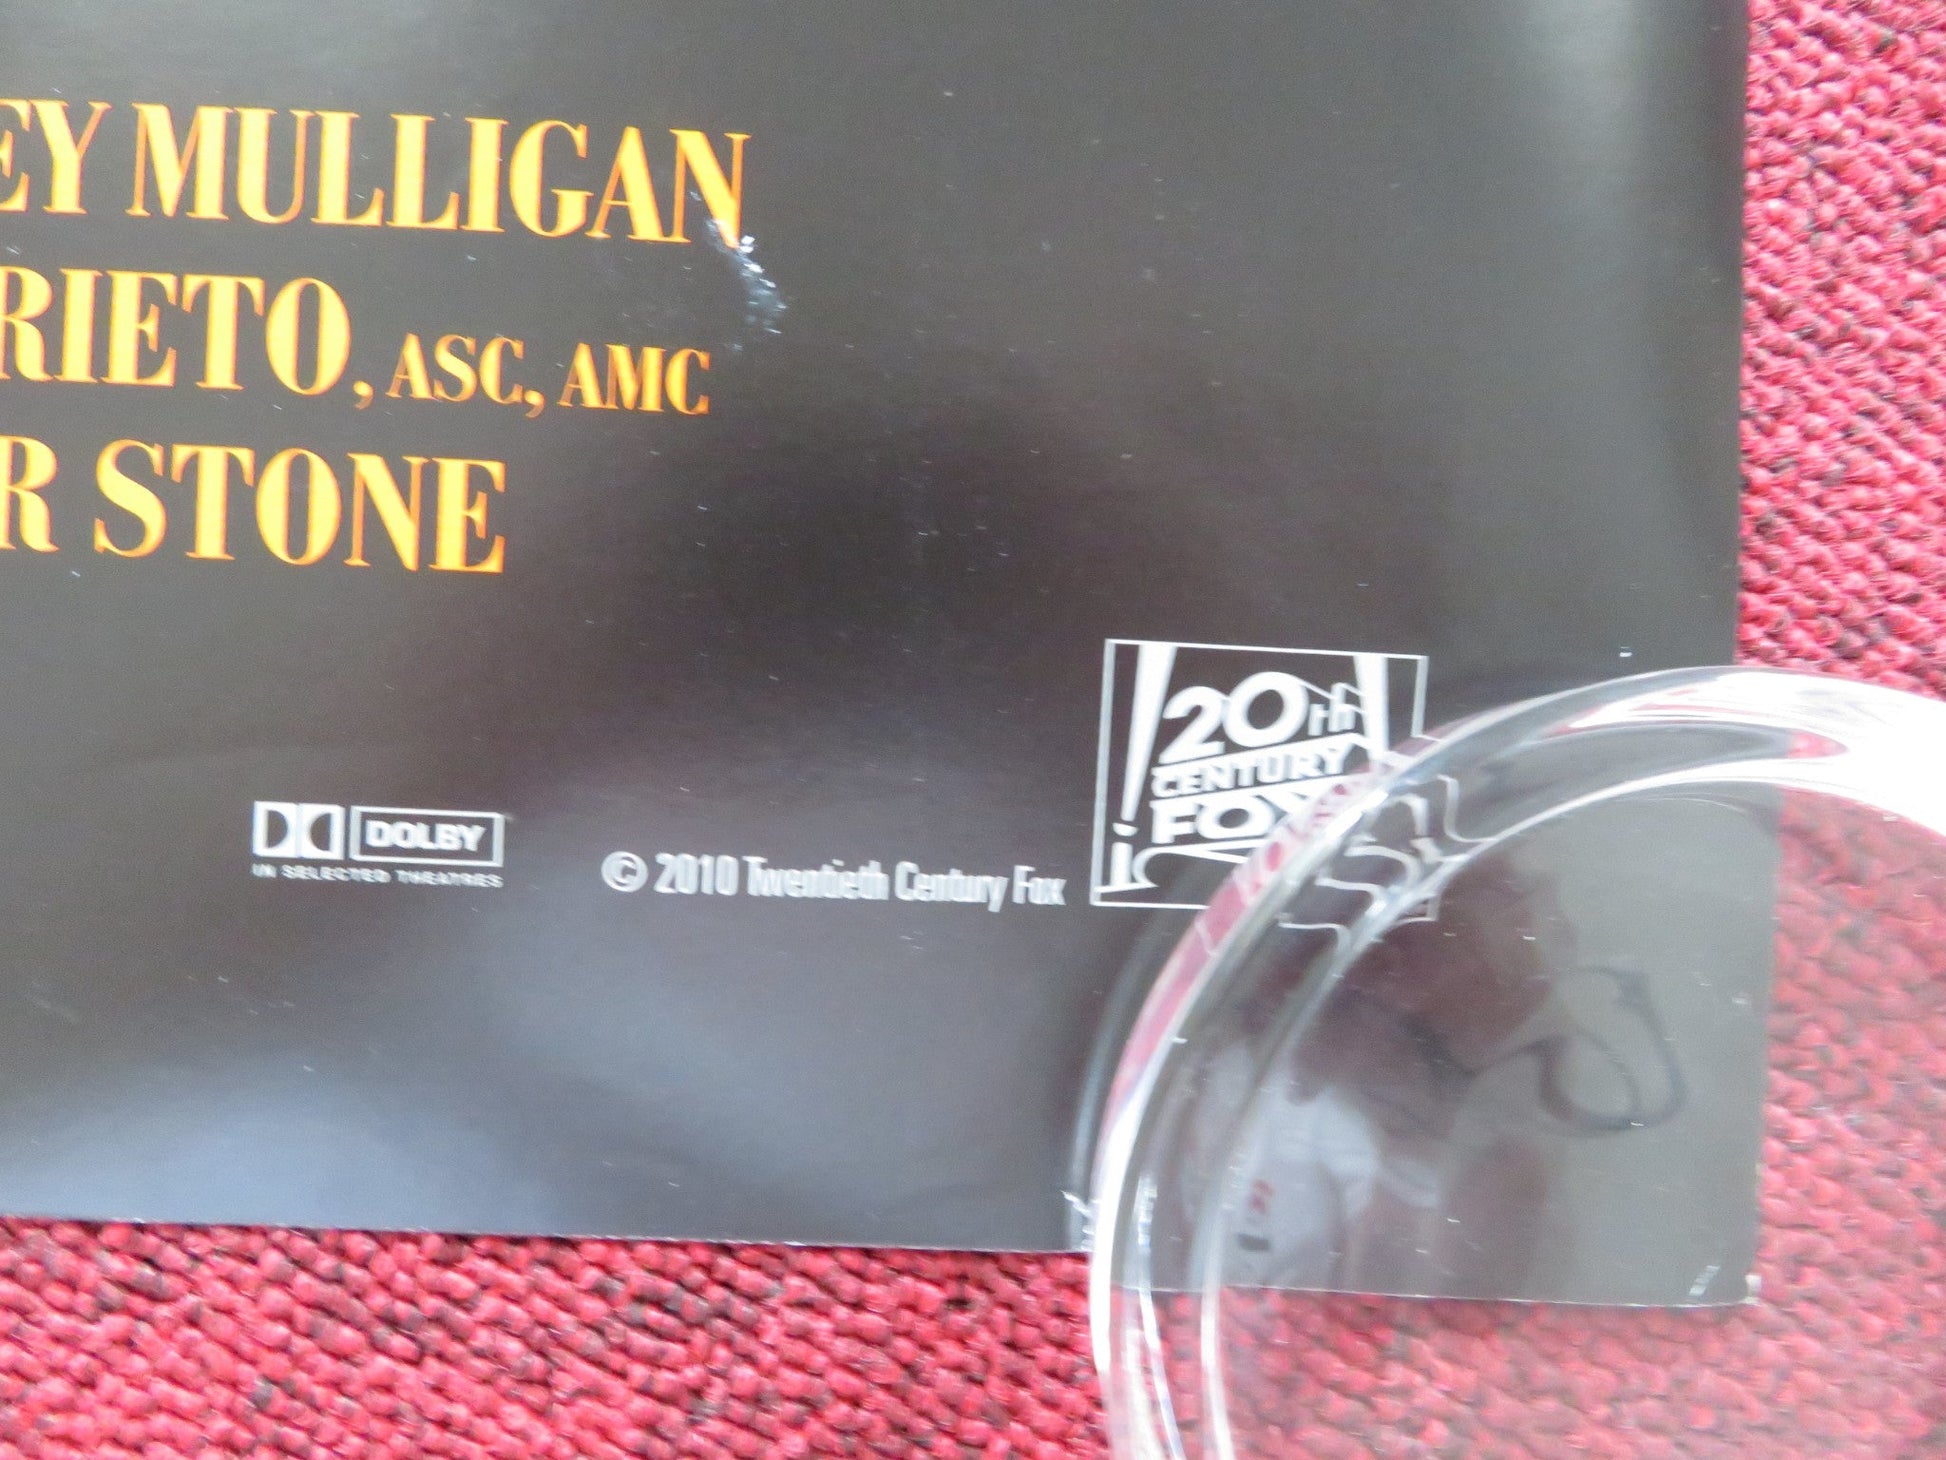 EY MULLIGAN
RIETO, ASC, AMC
R STONE
20th
CENTURY
FOX
DOLBY
IN SELECTED THEATRES
© 2010 Twentieth Century Fox